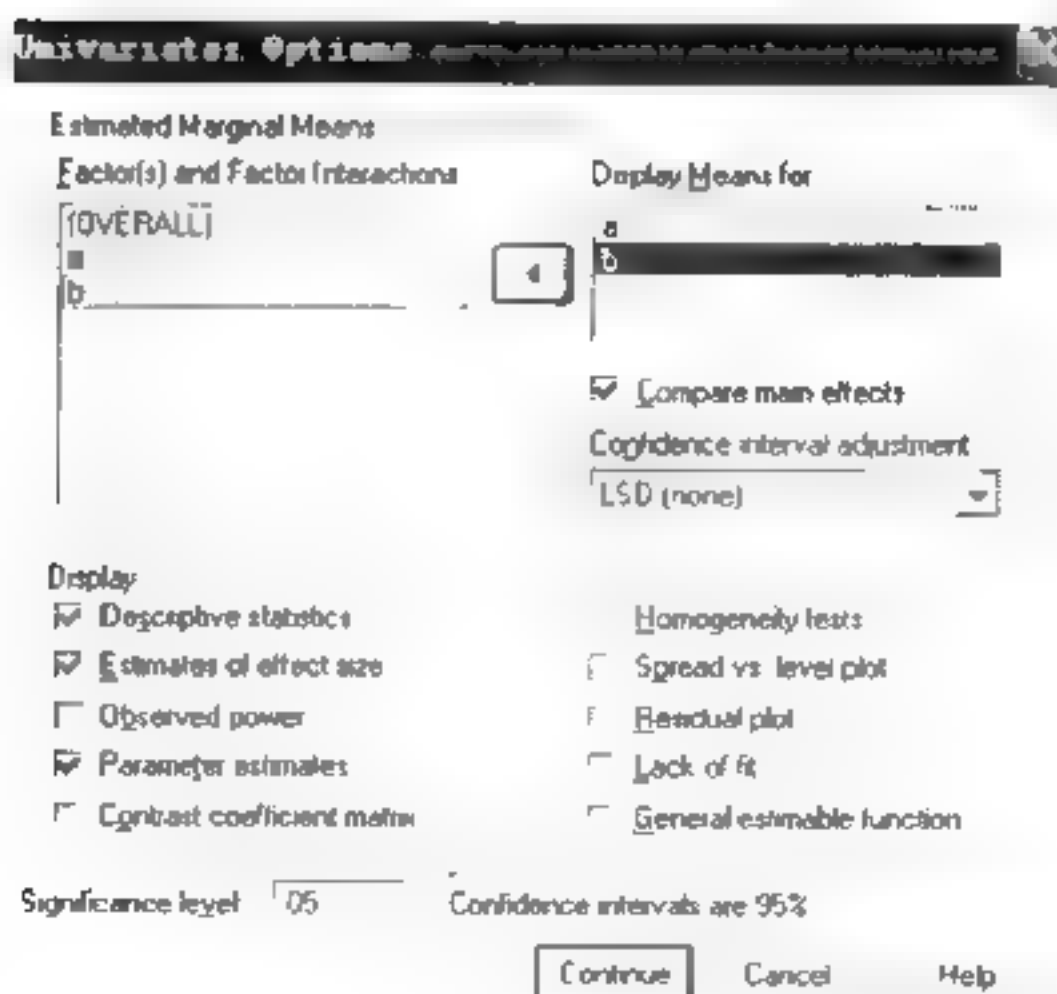 Univariate: Options
Estimated Marginal Means
Factor(s) and Factor Interactions
(OVERALL)
a
b
Display Means for
a
b
Compare main effects
Confidence interval adjustment
LSD (none)
Display
Descriptive statistics
Estimates of effect size
Observed power
Parameter estimates
Contrast coefficient matrix
Homogeneity tests
Spread vs. level plot
Residual plot
Lack of fit
General estimable function
Significance level .05
Confidence intervals are 95%
Continue
Cancel
Help